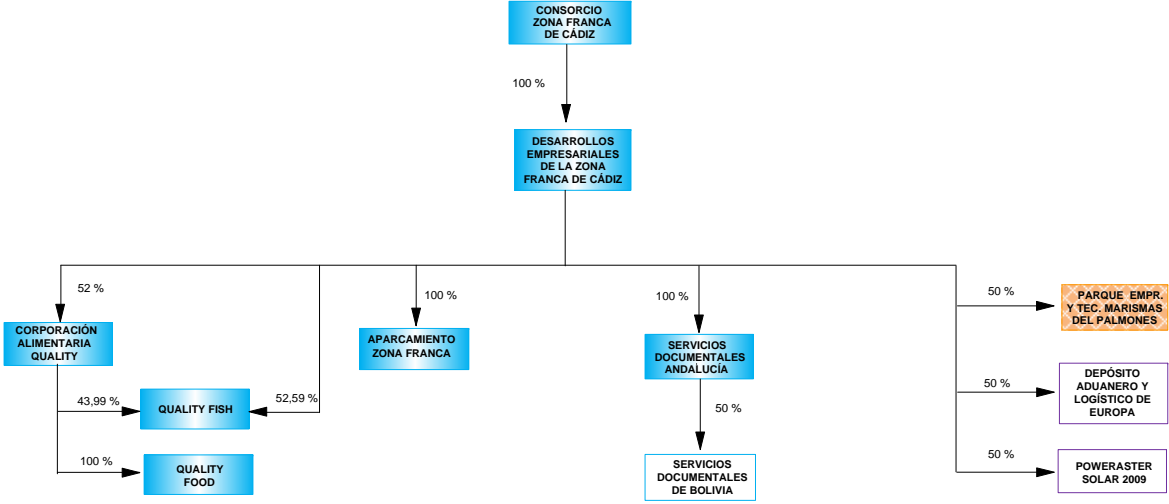 CONSORCIO
ZONA FRANCA
DE CÁDIZ
100 %
DESARROLLOS
EMPRESARIALES
DE LA ZONA
FRANCA DE CÁDIZ
52 %
100 %
100 %
50 %
CORPORACIÓN
ALIMENTARIA
QUALITY
APARCAMIENTO
ZONA FRANCA
SERVICIOS
DOCUMENTALES
ANDALUCÍA
PARQUE EMPR.
Y TEC. MARISMAS
DEL PALMONES
43,99 %
QUALITY FISH
52,59 %
50 %
50 %
DEPÓSITO
ADUANERO Y
LOGÍSTICO DE
EUROPA
100 %
QUALITY
FOOD
SERVICIOS
DOCUMENTALES
DE BOLIVIA
50 %
POWERASTER
SOLAR 2009